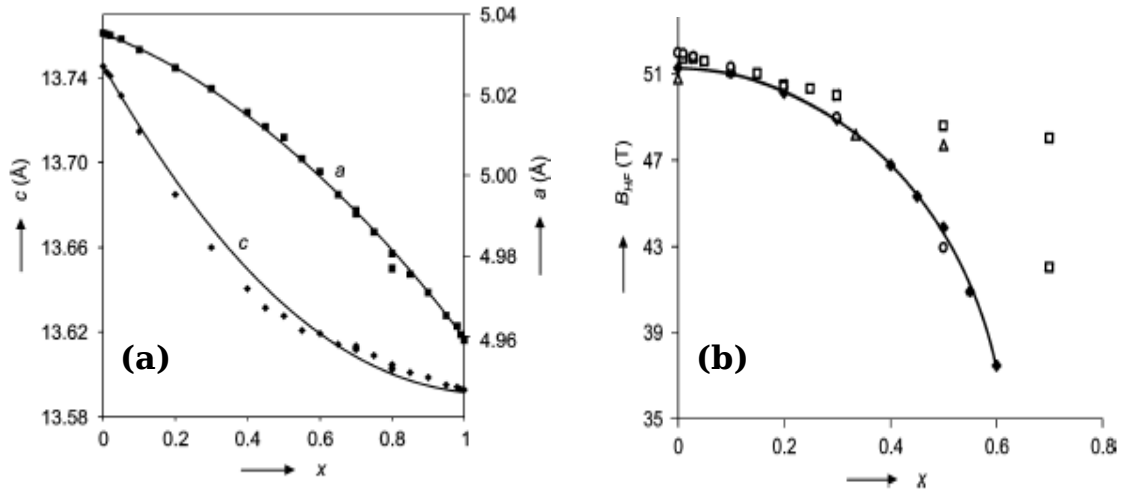 5.04
13.74
5.02
13.70
a
5.00
c (Å)
a (Å)
13.66
c
4.98
13.62
(a)
4.96
13.58
0 0.2 0.4 0.6 0.8 1
x
51
47
B_HF (T)
43
39
(b)
35
0 0.2 0.4 0.6 0.8
x